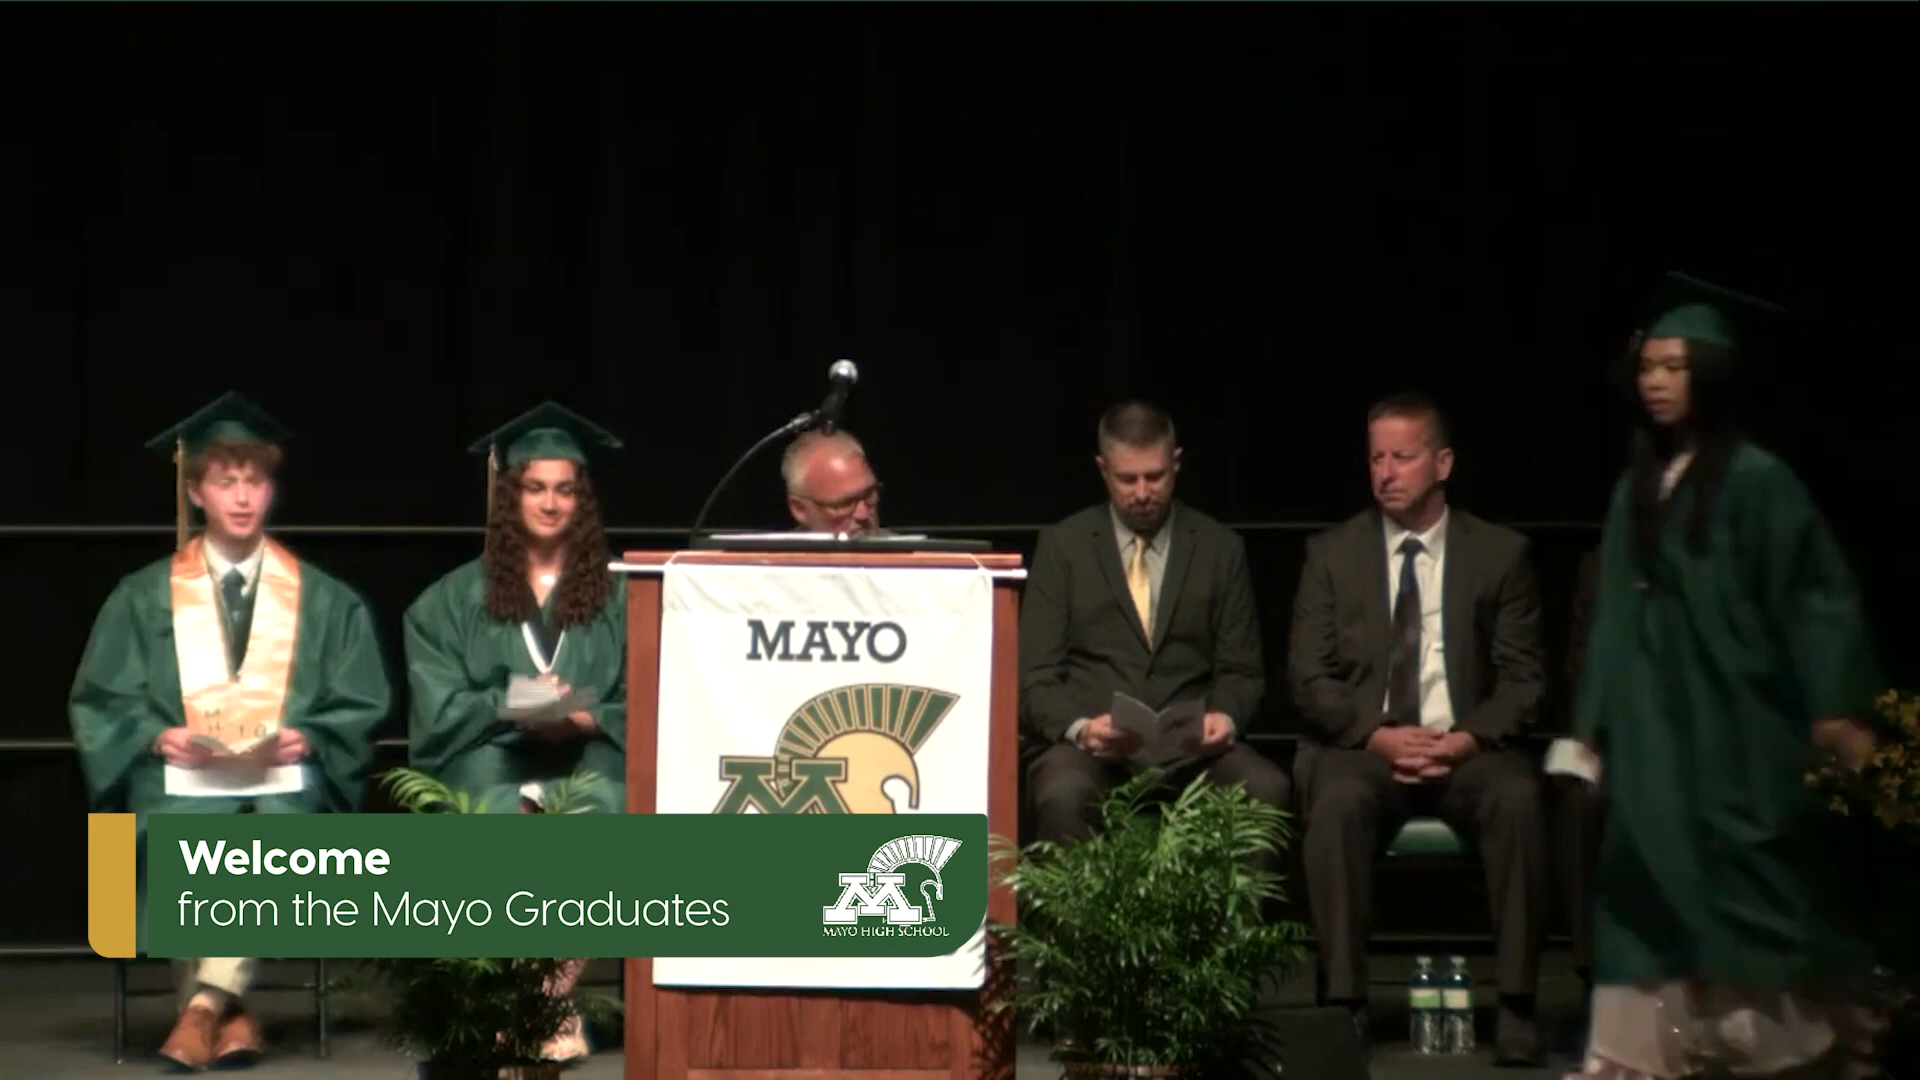 MAYO
M
Welcome
from the Mayo Graduates
M
MAYO HIGH SCHOOL